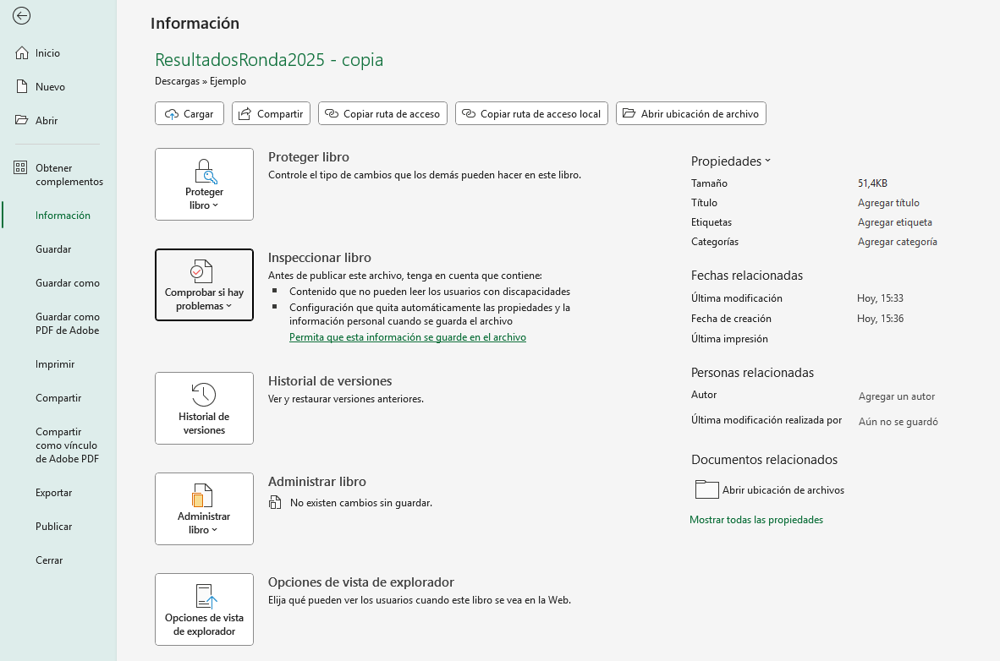 Información
Inicio
Nuevo
Abrir
Obtener
complementos
Información
Guardar
Guardar como
Guardar como
PDF de Adobe
Imprimir
Compartir
Compartir
como vínculo
de Adobe PDF
Exportar
Publicar
Cerrar
ResultadosRonda2025 - copia
Descargas » Ejemplo
Cargar
Compartir
Copiar ruta de acceso
Copiar ruta de acceso local
Abrir ubicación de archivo
Proteger
libro
Proteger libro
Controle el tipo de cambios que los demás pueden hacer en este libro.
Comprobar si hay
problemas
Inspeccionar libro
Antes de publicar este archivo, tenga en cuenta que contiene:
Contenido que no pueden leer los usuarios con discapacidades
Configuración que quita automáticamente las propiedades y la
información personal cuando se guarda el archivo
Permita que esta información se guarde en el archivo
Historial de
versiones
Historial de versiones
Ver y restaurar versiones anteriores.
Administrar
libro
Administrar libro
No existen cambios sin guardar.
Opciones de vista
de explorador
Opciones de vista de explorador
Elija qué pueden ver los usuarios cuando este libro se vea en la Web.
Propiedades
Tamaño 51,4KB
Título Agregar título
Etiquetas Agregar etiqueta
Categorías Agregar categoría
Fechas relacionadas
Última modificación Hoy, 15:33
Fecha de creación Hoy, 15:36
Última impresión
Personas relacionadas
Autor Agregar un autor
Última modificación realizada por Aún no se guardó
Documentos relacionados
Abrir ubicación de archivos
Mostrar todas las propiedades